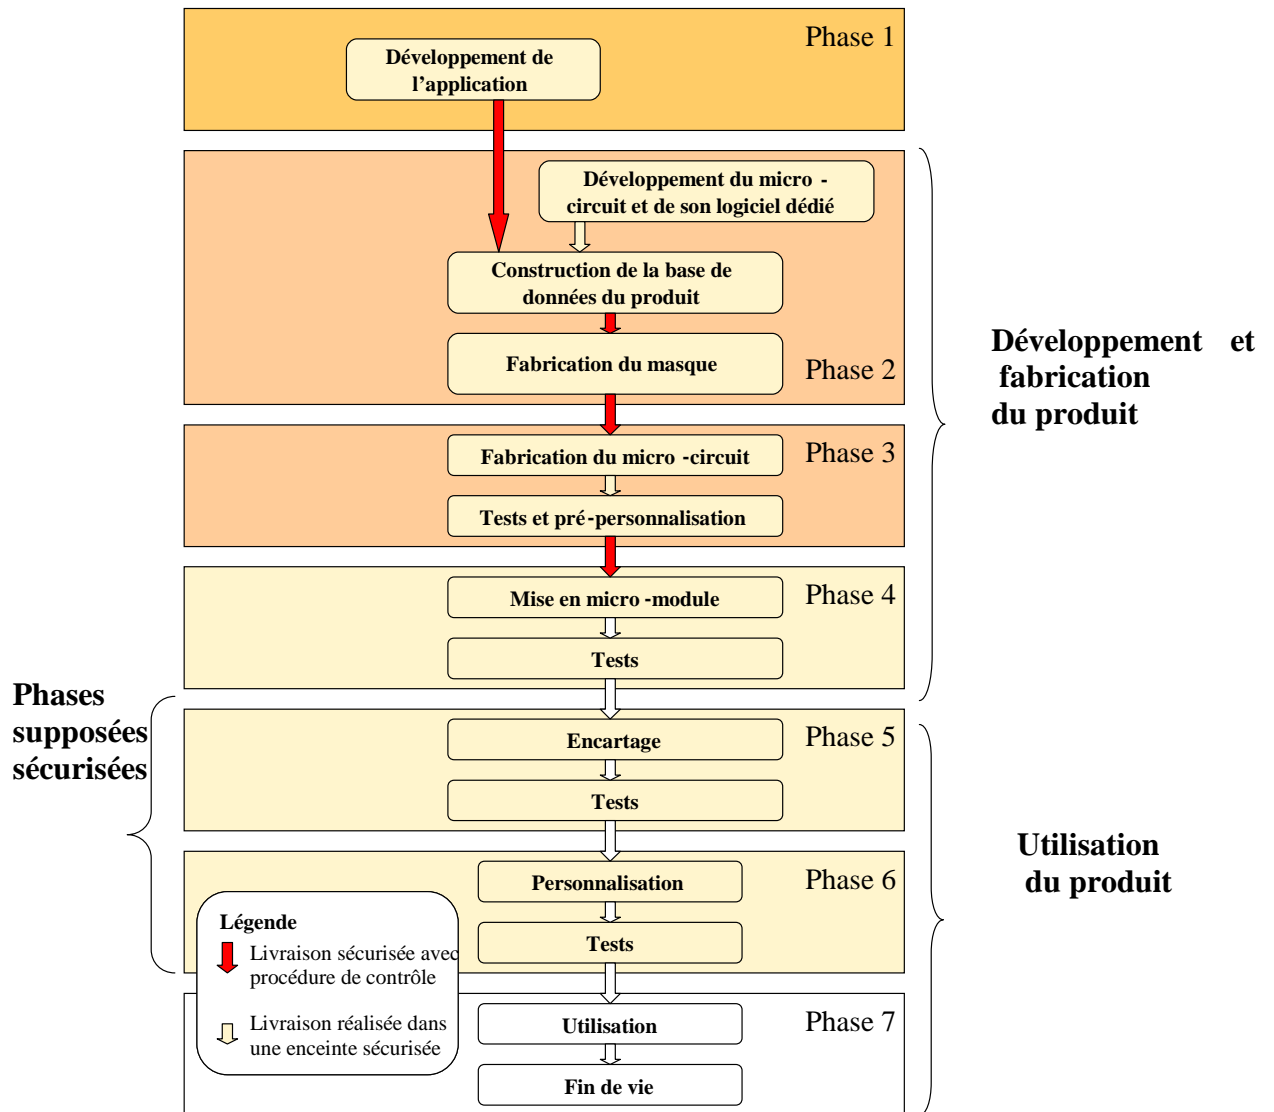 Phase 1
Développement de
l'application
Développement du micro -
circuit et de son logiciel dédié
Construction de la base de
données du produit
Fabrication du masque
Phase 2
Développement et
fabrication
du produit
Phase 3
Fabrication du micro -circuit
Tests et pré-personnalisation
Phase 4
Mise en micro -module
Tests
Phases
supposées
sécurisées
Phase 5
Encartage
Tests
Utilisation
du produit
Phase 6
Personnalisation
Tests
Légende
Livraison sécurisée avec
procédure de contrôle
Livraison réalisée dans
une enceinte sécurisée
Phase 7
Utilisation
Fin de vie